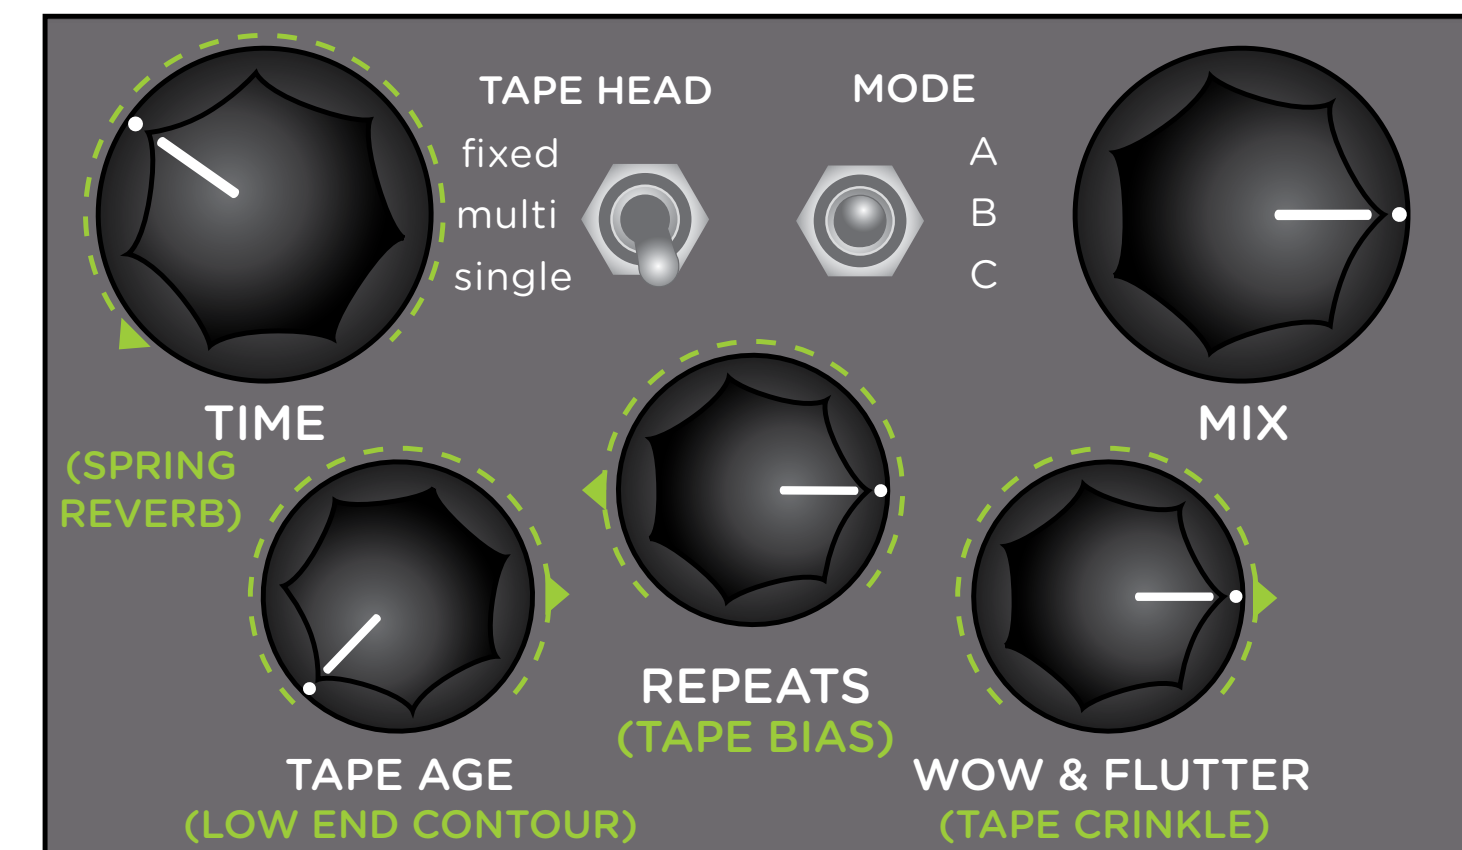 TAPE HEAD
fixed
multi
single
MODE
A
B
C
TIME
(SPRING
REVERB)
MIX
REPEATS
(TAPE BIAS)
TAPE AGE
(LOW END CONTOUR)
WOW & FLUTTER
(TAPE CRINKLE)